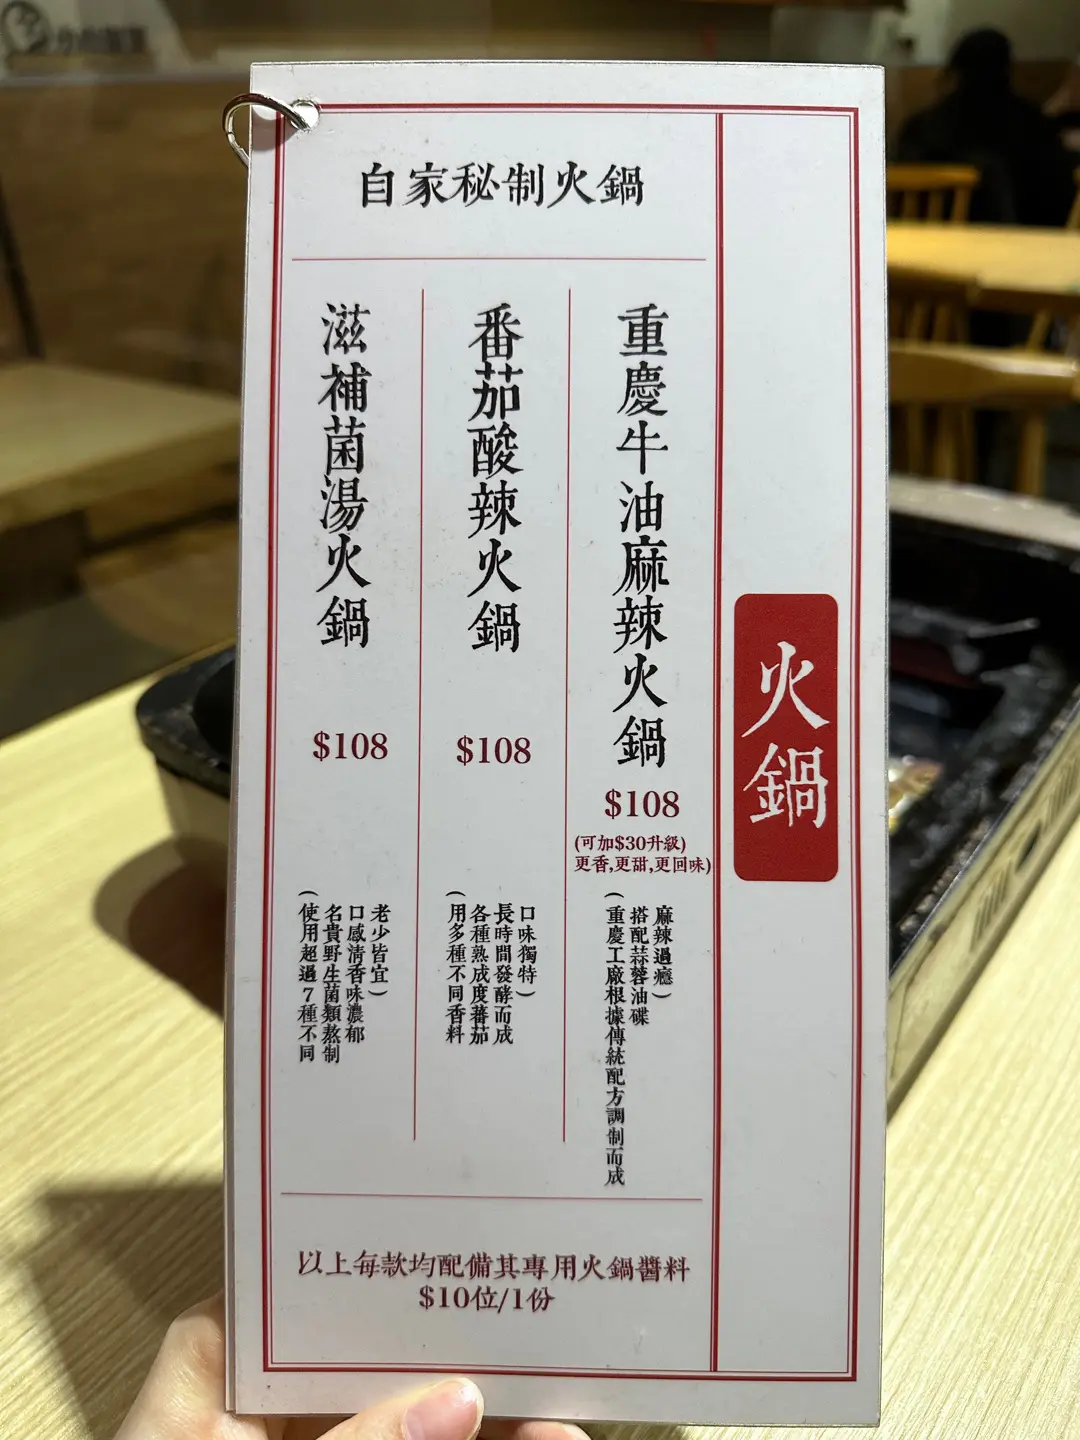 火鍋
自家秘制火鍋
重慶牛油麻辣火鍋
$108
(可加$30升級)
更香,更甜,更回味)
(重慶工廠根據傳統配方調制而成
搭配蒜蓉油碟
麻辣過癮)
番茄酸辣火鍋
$108
(用多種不同香料
各種熟成度蕃茄
長時間發酵而成
口味獨特)
滋補菌湯火鍋
$108
(使用超過7種不同
名貴野生菌類熬制
口感清香味濃郁
老少皆宜)
以上每款均配備其專用火鍋醬料
$10位/1份